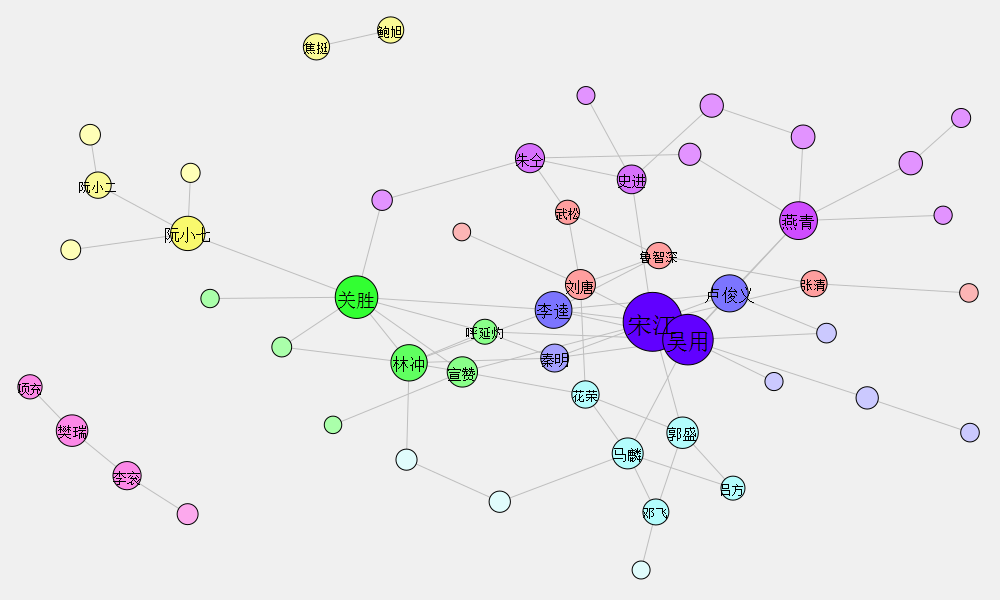 鲍旭
焦挺
朱仝
史进
阮小二
武松
燕青
阮小七
鲁智深
刘唐
张清
卢俊义
关胜
李逵
宋江
呼延灼
吴用
秦明
林冲
宣赞
项充
花荣
樊瑞
郭盛
马麟
李衮
吕方
邓飞